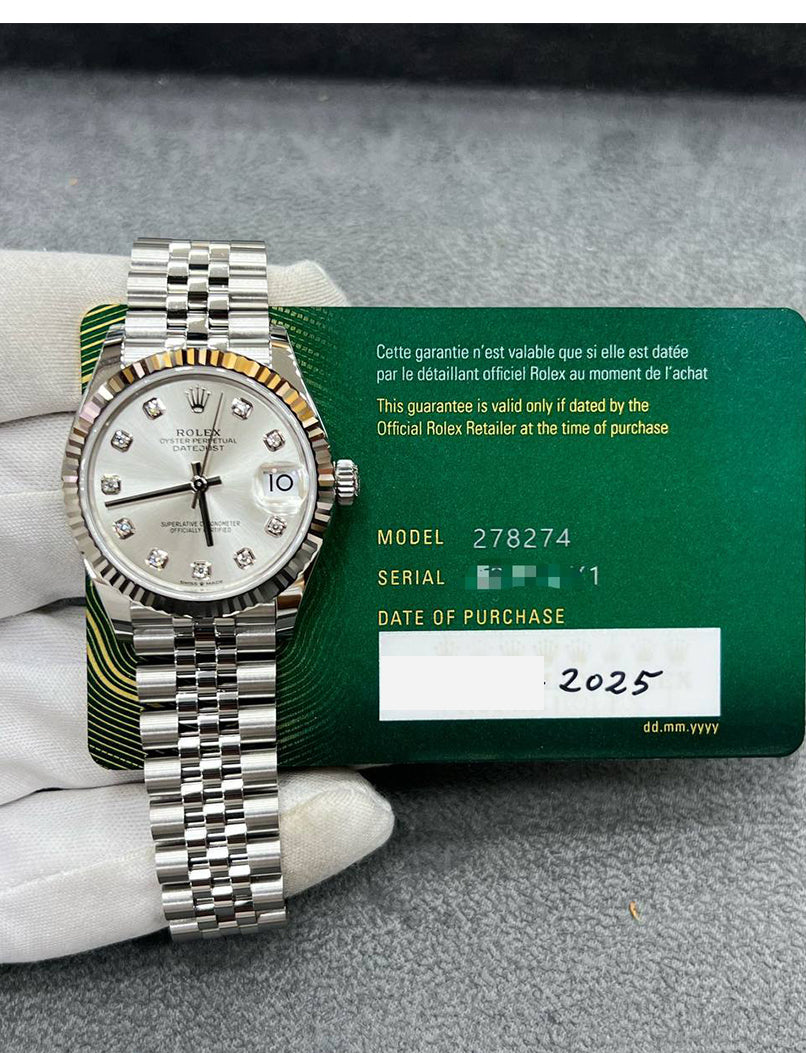 ROLEX
OYSTER PERPETUAL
DATEJUST
10
SUPERLATIVE CHRONOMETER
OFFICIALLY CERTIFIED
SWISS MADE
Cette garantie n'est valable que si elle est datée
par le détaillant officiel Rolex au moment de l'achat
This guarantee is valid only if dated by the
Official Rolex Retailer at the time of purchase
MODEL 278274
SERIAL Y1
DATE OF PURCHASE
- 2025
dd.mm.yyyy